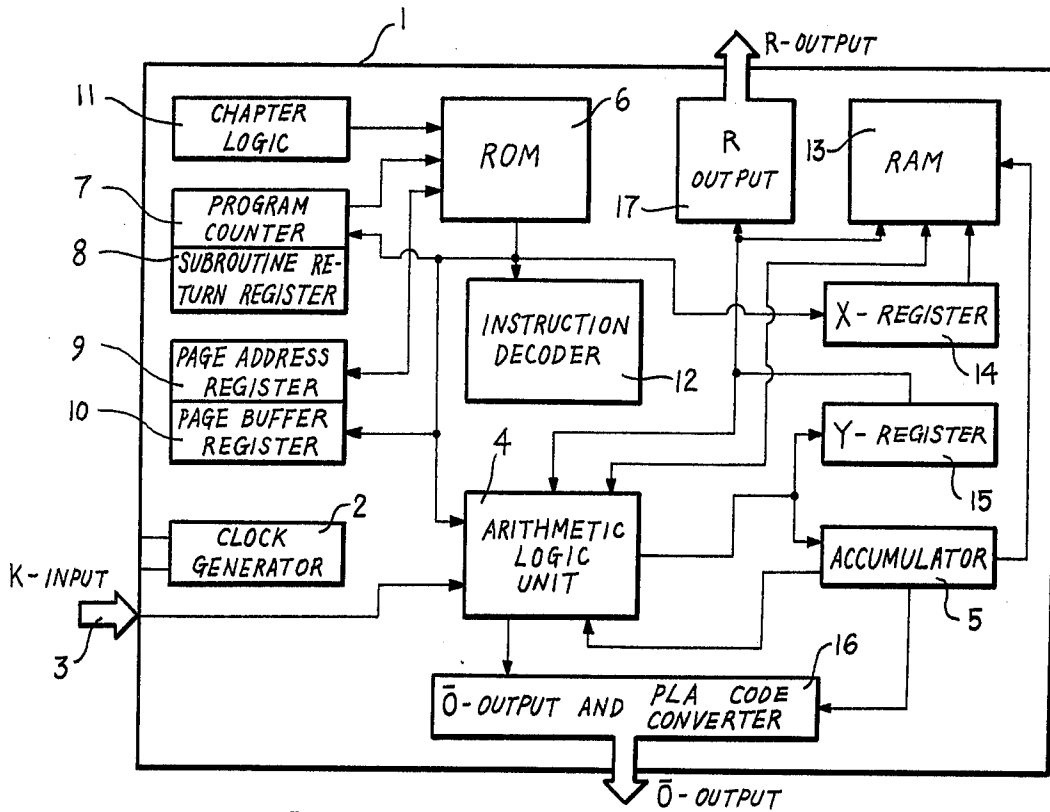 1
R-OUTPUT
11
CHAPTER
LOGIC
6
ROM
R
OUTPUT
17
13
RAM
7
PROGRAM
COUNTER
8
SUBROUTINE RE-
TURN REGISTER
INSTRUCTION
DECODER
12
X-REGISTER
14
9
PAGE ADDRESS
REGISTER
10
PAGE BUFFER
REGISTER
Y-REGISTER
15
4
ARITHMETIC
LOGIC
UNIT
2
CLOCK
GENERATOR
ACCUMULATOR
5
K-INPUT
3
16
Ō-OUTPUT AND PLA CODE
CONVERTER
Ō-OUTPUT